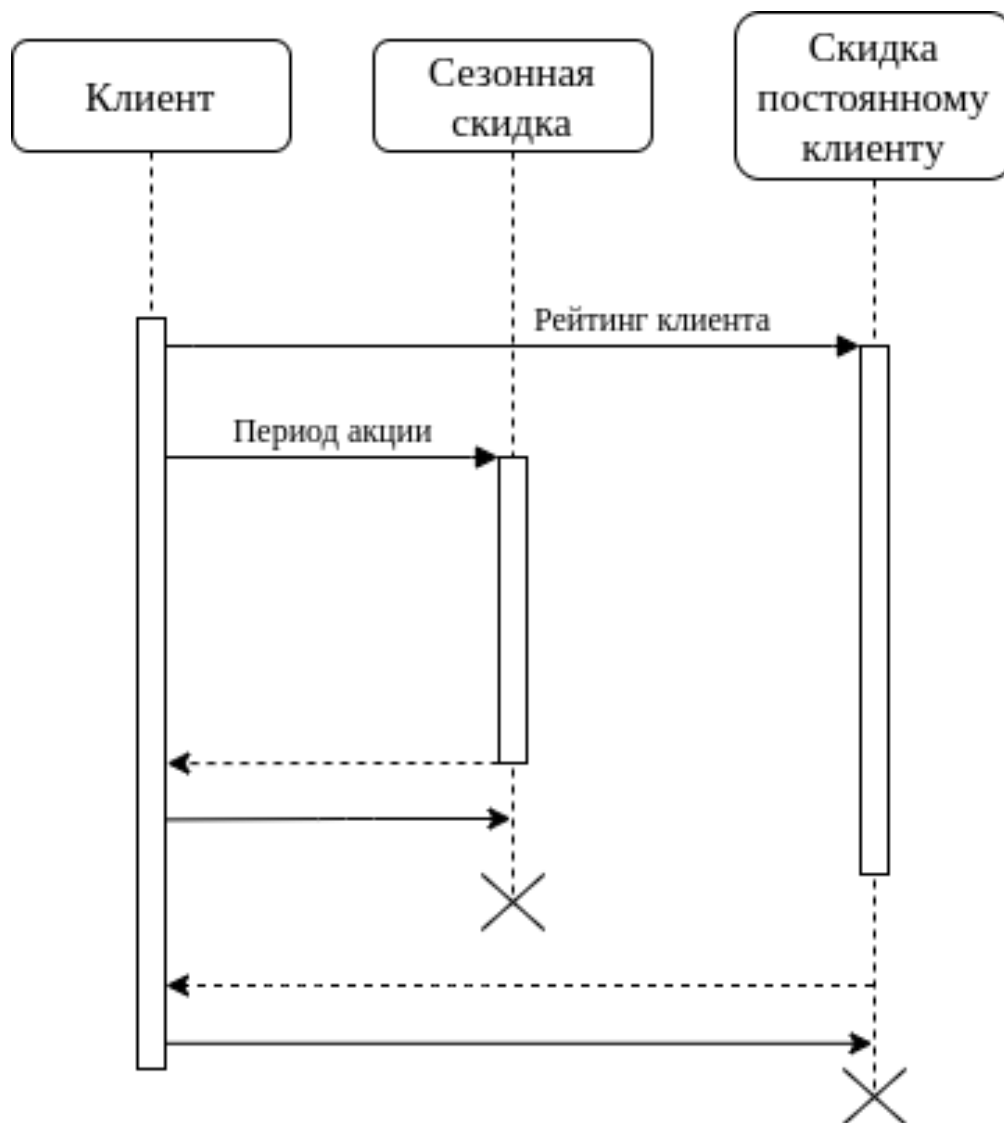 Клиент
Сезонная
скидка
Скидка
постоянному
клиенту
Рейтинг клиента
Период акции